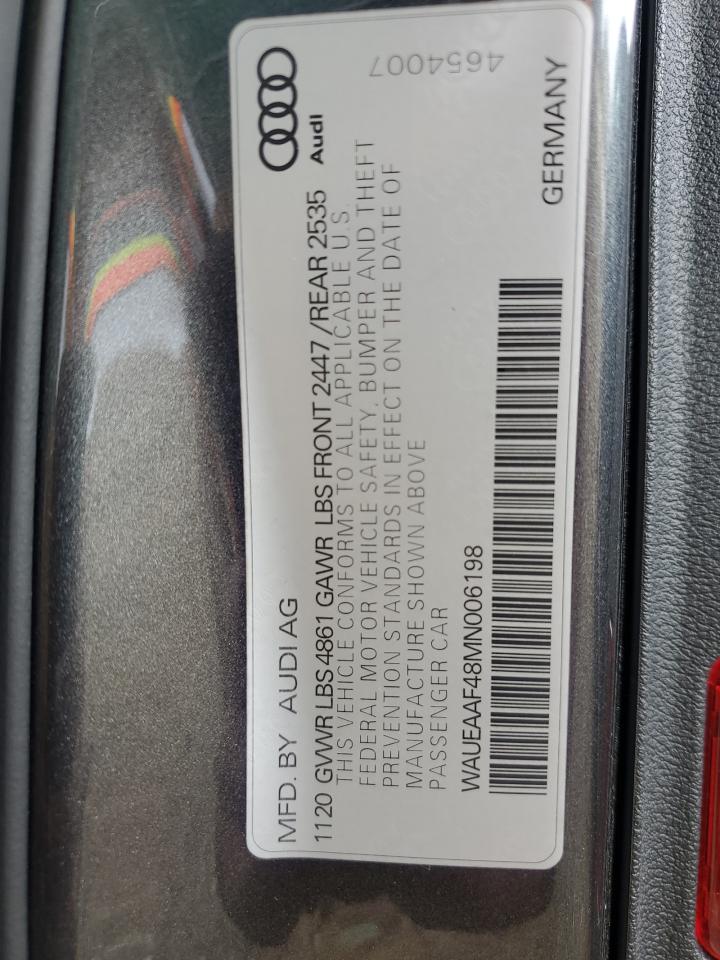 MFD. BY AUDI AG
Audi
1120 GVWR LBS 4861 GAWR LBS FRONT 2447 /REAR 2535
THIS VEHICLE CONFORMS TO ALL APPLICABLE U.S.
FEDERAL MOTOR VEHICLE SAFETY, BUMPER AND THEFT
PREVENTION STANDARDS IN EFFECT ON THE DATE OF
MANUFACTURE SHOWN ABOVE
PASSENGER CAR
4654007
WAUEAAF48MN006198
GERMANY